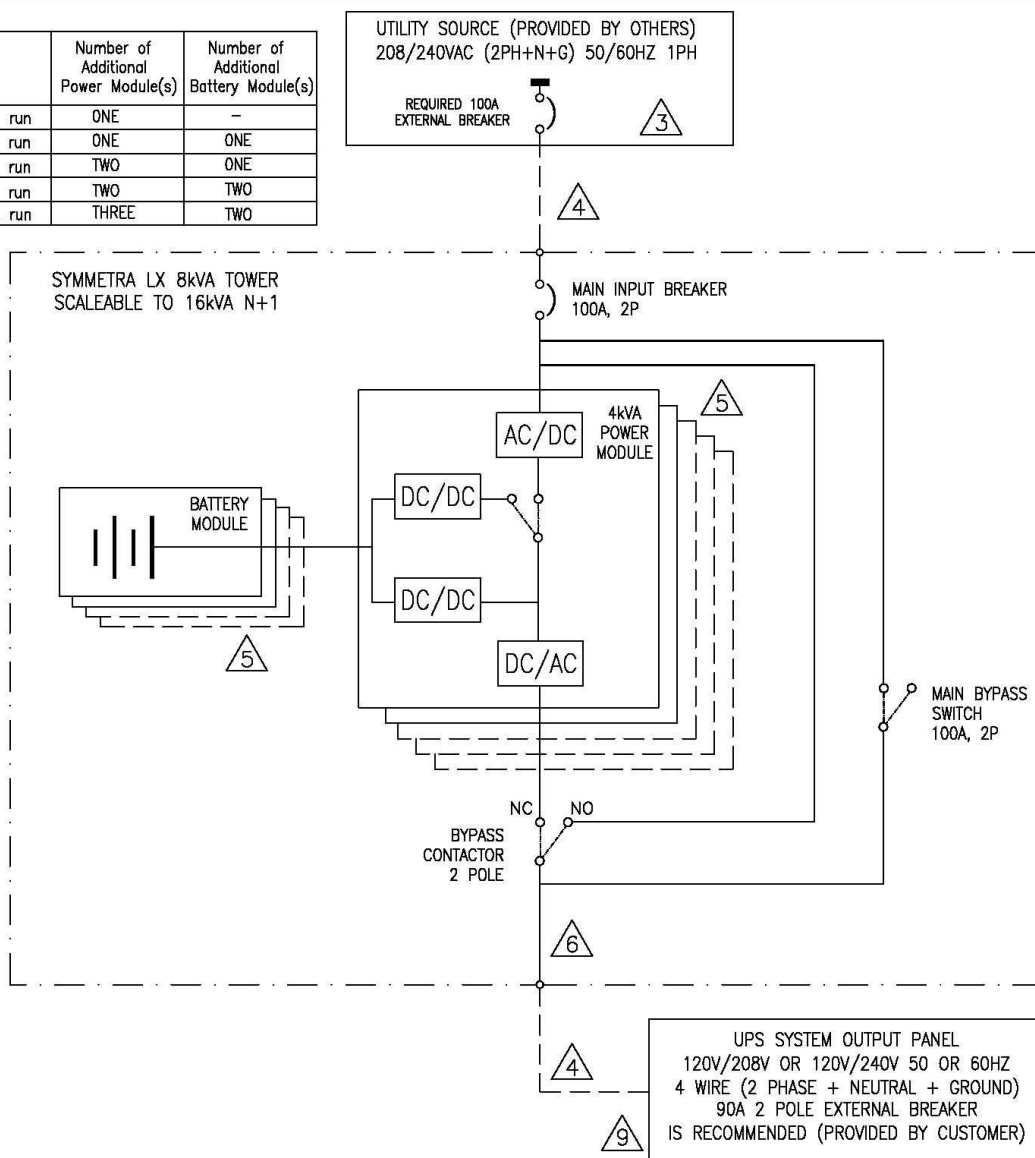 UTILITY SOURCE (PROVIDED BY OTHERS)
208/240VAC (2PH+N+G) 50/60HZ 1PH
REQUIRED 100A
EXTERNAL BREAKER
3
Number of
Additional
Power Module(s)
Number of
Additional
Battery Module(s)
run ONE –
run ONE ONE
run TWO ONE
run TWO TWO
run THREE TWO
4
SYMMETRA LX 8kVA TOWER
SCALEABLE TO 16kVA N+1
MAIN INPUT BREAKER
100A, 2P
5
4kVA
POWER
MODULE
AC/DC
DC/DC
BATTERY
MODULE
DC/DC
5
DC/AC
MAIN BYPASS
SWITCH
100A, 2P
NC NO
BYPASS
CONTACTOR
2 POLE
6
4
UPS SYSTEM OUTPUT PANEL
120V/208V OR 120V/240V 50 OR 60HZ
4 WIRE (2 PHASE + NEUTRAL + GROUND)
90A 2 POLE EXTERNAL BREAKER
IS RECOMMENDED (PROVIDED BY CUSTOMER)
9